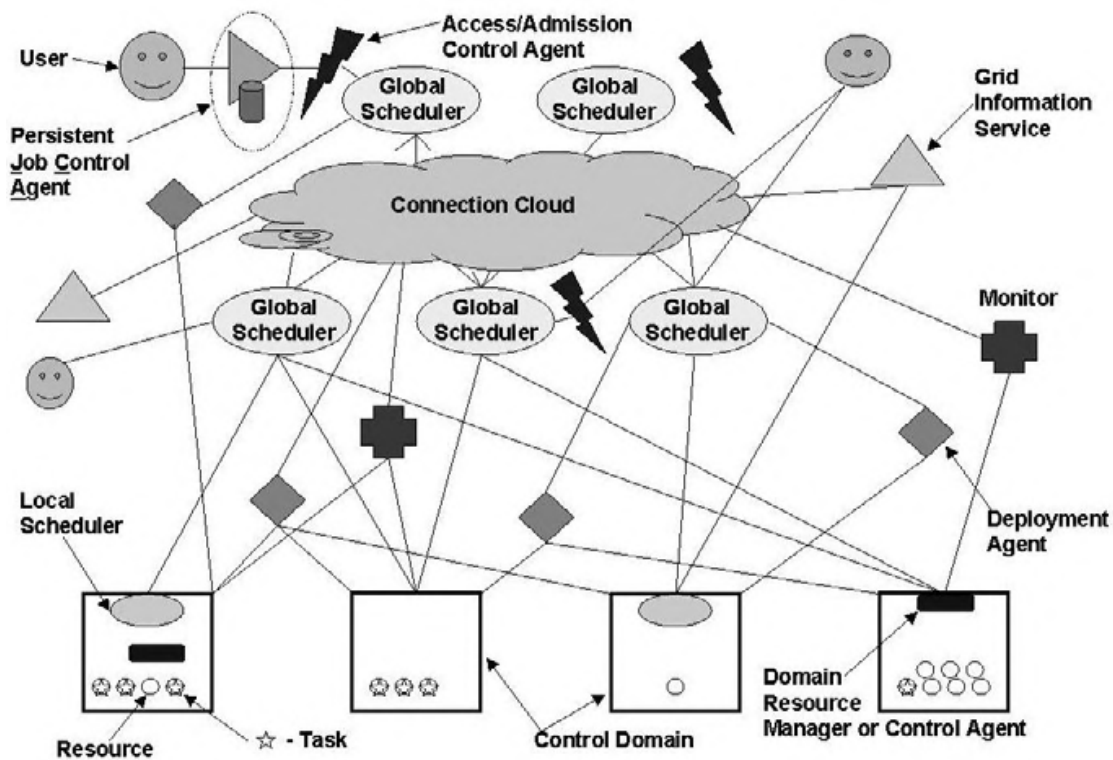 User
Access/Admission
Control Agent
Global
Scheduler
Global
Scheduler
Grid
Information
Service
Persistent
Job Control
Agent
Connection Cloud
Global
Scheduler
Global
Scheduler
Global
Scheduler
Monitor
Local
Scheduler
Deployment
Agent
Resource
- Task
Control Domain
Domain
Resource
Manager or Control Agent